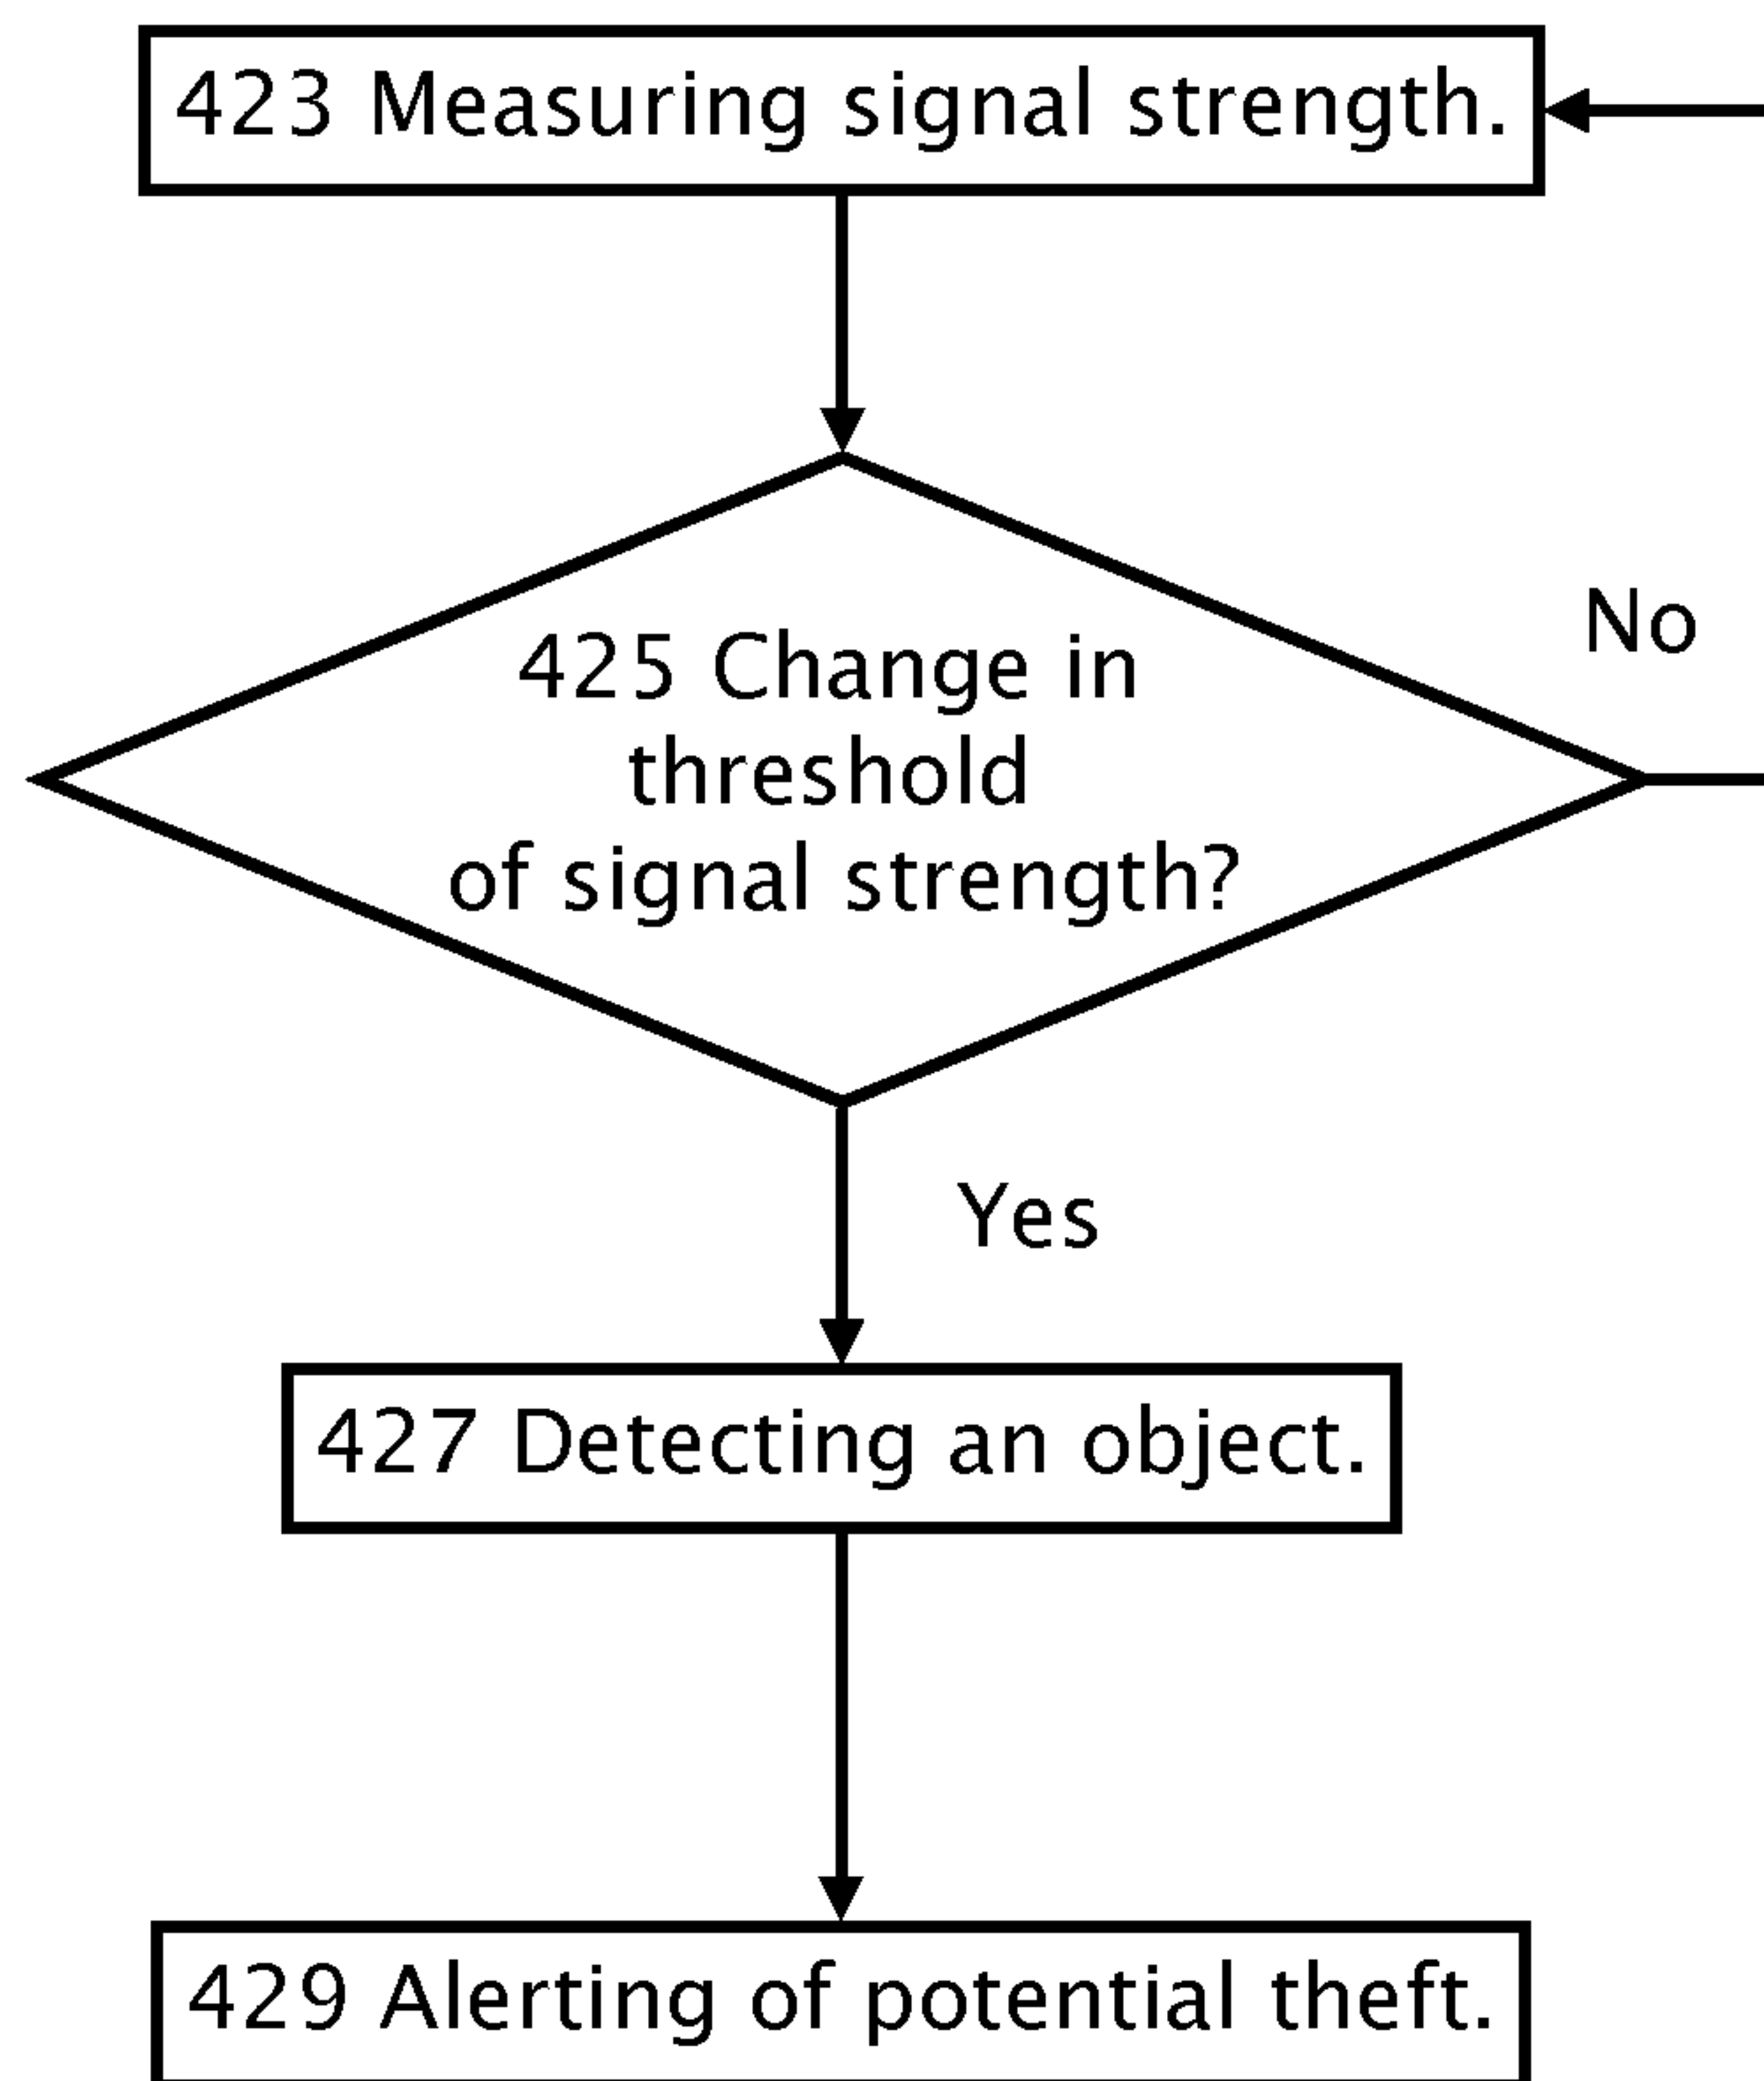 423 Measuring signal strength.
No
425 Change in
threshold
of signal strength?
Yes
427 Detecting an object.
429 Alerting of potential theft.